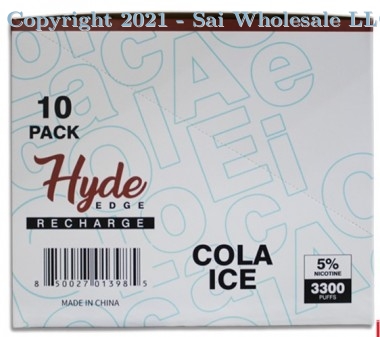 Copyright 2021 - Sai Wholesale LLC
10
PACK
Hyde
EDGE
RECHARGE
8 50027 01398 5
MADE IN CHINA
COLA
ICE
5%
NICOTINE
3300
PUFFS